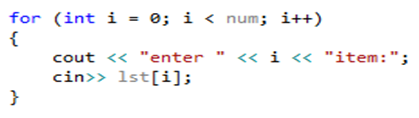 for (int i = 0; i < num; i++)
{
cout << "enter " << i << "item:";
cin>> lst[i];
}